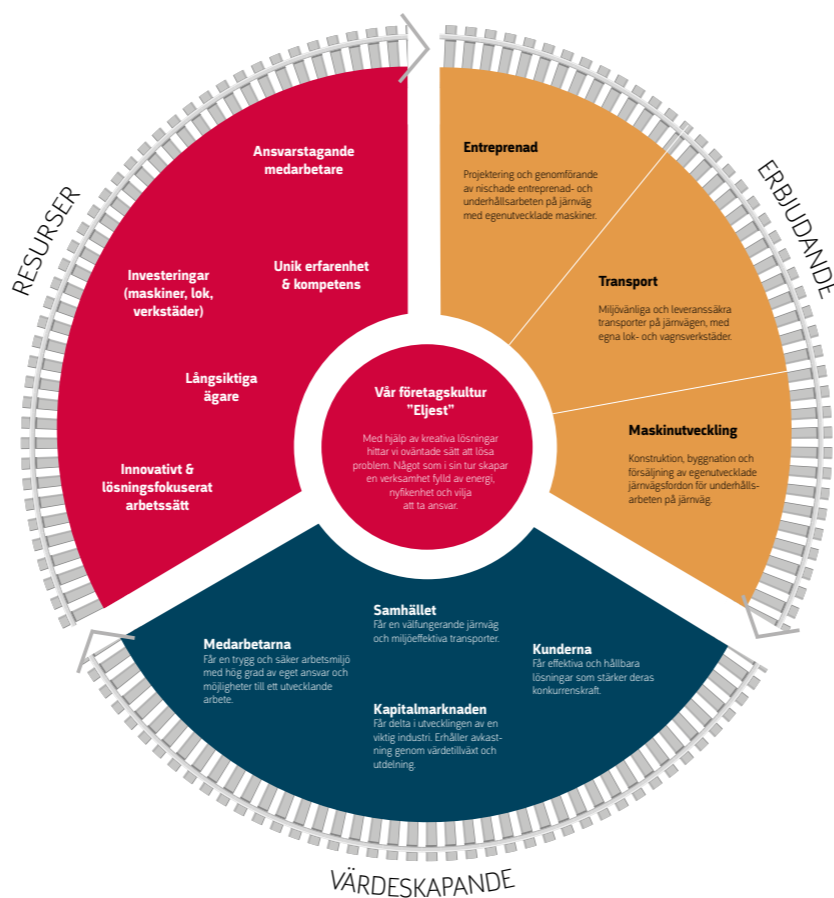 RESURSER
Ansvarstagande
medarbetare
Unik erfarenhet
& kompetens
Investeringar
(maskiner, lok,
verkstäder)
Långsiktiga
ägare
Innovativt &
lösningsfokuserat
arbetssätt
ERBJUDANDE
Entreprenad
Projektering och genomförande
av nischade entreprenad- och
underhållsarbeten på järnväg
med egenutvecklade maskiner.
Transport
Miljövänliga och leveranssäkra
transporter på järnvägen, med
egna lok- och vagnsverkstäder.
Maskinutveckling
Konstruktion, byggnation och
försäljning av egenutvecklade
järnvägsfordon för underhålls-
arbeten på järnväg.
Vår företagskultur
”Eljest”
Med hjälp av kreativa lösningar
hittar vi oväntade sätt att lösa
problem. Något som i sin tur skapar
en verksamhet fylld av energi,
nyfikenhet och vilja
att ta ansvar.
Medarbetarna
Får en trygg och säker arbetsmiljö
med hög grad av eget ansvar och
möjligheter till ett utvecklande
arbete.
Samhället
Får en välfungerande järnväg
och miljöeffektiva transporter.
Kapitalmarknaden
Får delta i utvecklingen av en
viktig industri. Erhåller avkast-
ning genom värdetillväxt och
utdelning.
Kunderna
Får effektiva och hållbara
lösningar som stärker deras
konkurrenskraft.
VÄRDESKAPANDE